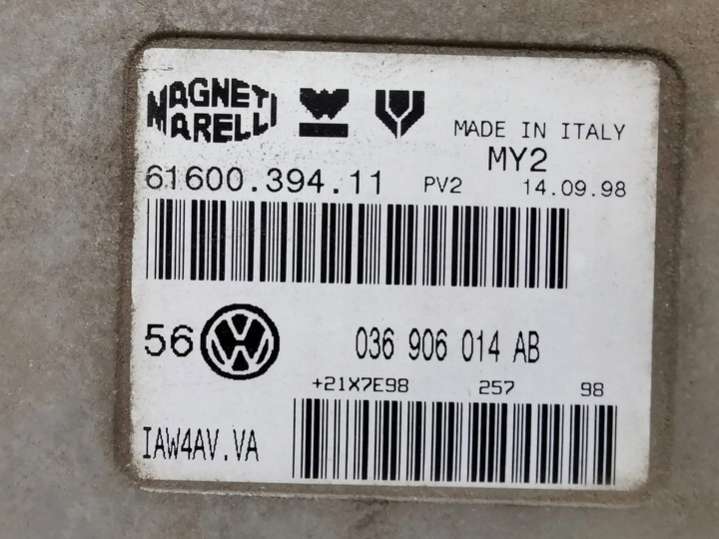 MAGNETI
MARELLI
MADE IN ITALY
MY2
61600.394.11 PV2 14.09.98
56 VW 036 906 014 AB
+21X7E98 257 98
IAW4AV.VA